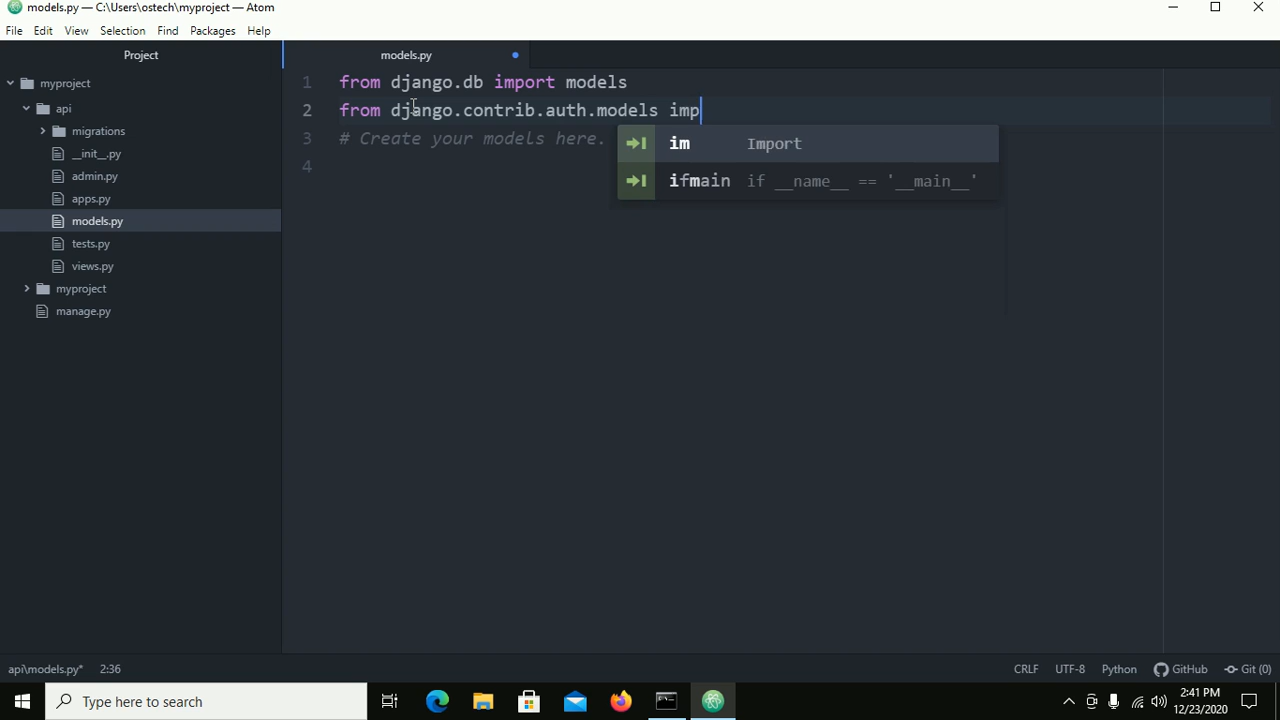 models.py — C:\Users\ostech\myproject — Atom
File Edit View Selection Find Packages Help
Project
models.py
myproject
api
migrations
__init__.py
admin.py
apps.py
models.py
tests.py
views.py
myproject
manage.py
1 from django.db import models
2 from django.contrib.auth.models imp
3 # Create your models here.
4
im Import
ifmain if __name__ == '__main__'
api\models.py* 2:36
CRLF UTF-8 Python GitHub Git (0)
Type here to search
2:41 PM
12/23/2020